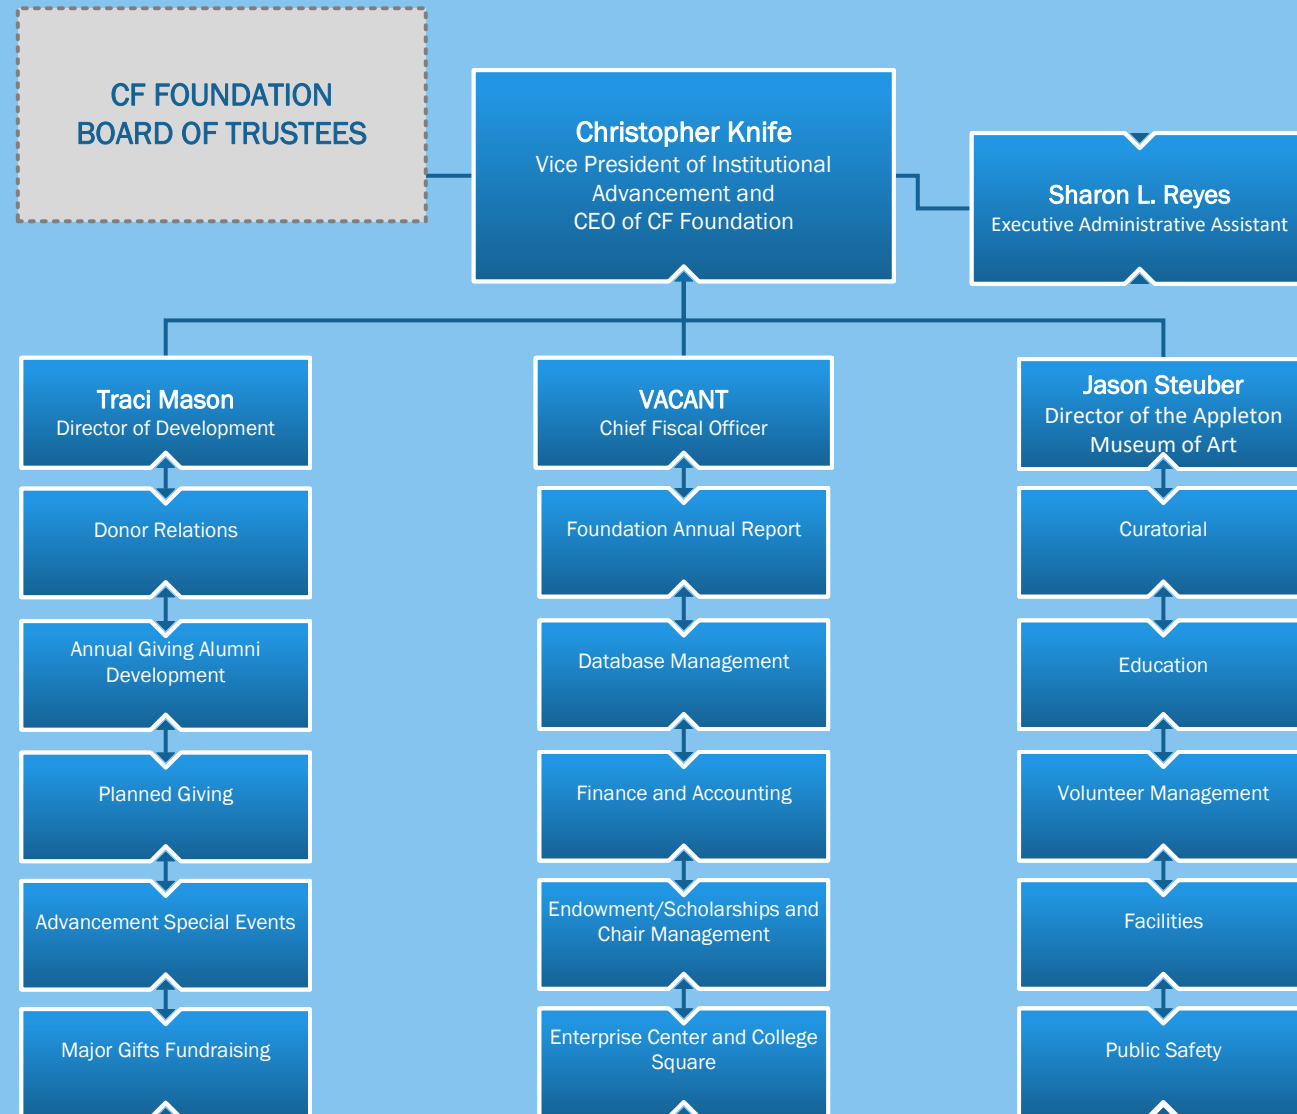 CF FOUNDATION
BOARD OF TRUSTEES
Christopher Knife
Vice President of Institutional
Advancement and
CEO of CF Foundation
Sharon L. Reyes
Executive Administrative Assistant
Traci Mason
Director of Development
Donor Relations
Annual Giving Alumni
Development
Planned Giving
Advancement Special Events
Major Gifts Fundraising
VACANT
Chief Fiscal Officer
Foundation Annual Report
Database Management
Finance and Accounting
Endowment/Scholarships and
Chair Management
Enterprise Center and College
Square
Jason Steuber
Director of the Appleton
Museum of Art
Curatorial
Education
Volunteer Management
Facilities
Public Safety